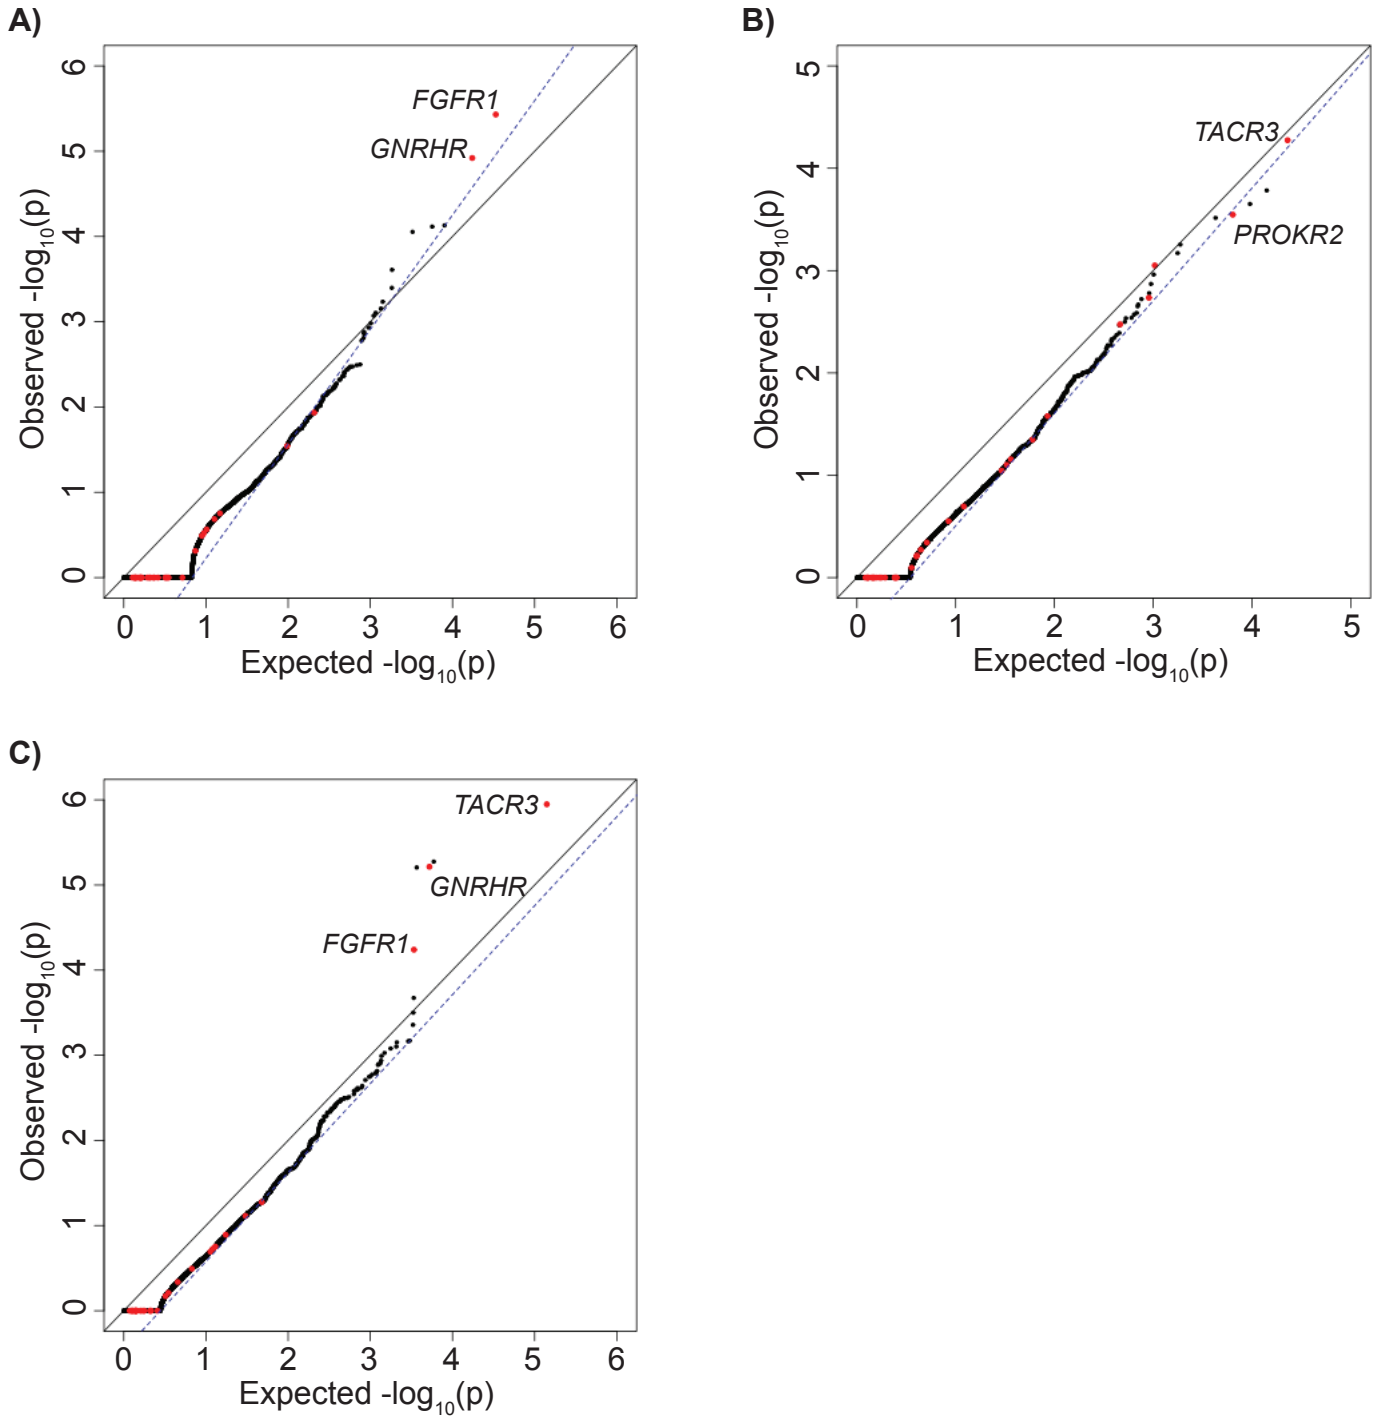 A)
6
5
4
3
2
1
0
Observed -log10(p)
FGFR1
GNRHR
0 1 2 3 4 5 6
Expected -log10(p)
B)
5
4
3
2
1
0
Observed -log10(p)
TACR3
PROKR2
0 1 2 3 4 5
Expected -log10(p)
C)
6
5
4
3
2
1
0
Observed -log10(p)
TACR3
GNRHR
FGFR1
0 1 2 3 4 5 6
Expected -log10(p)